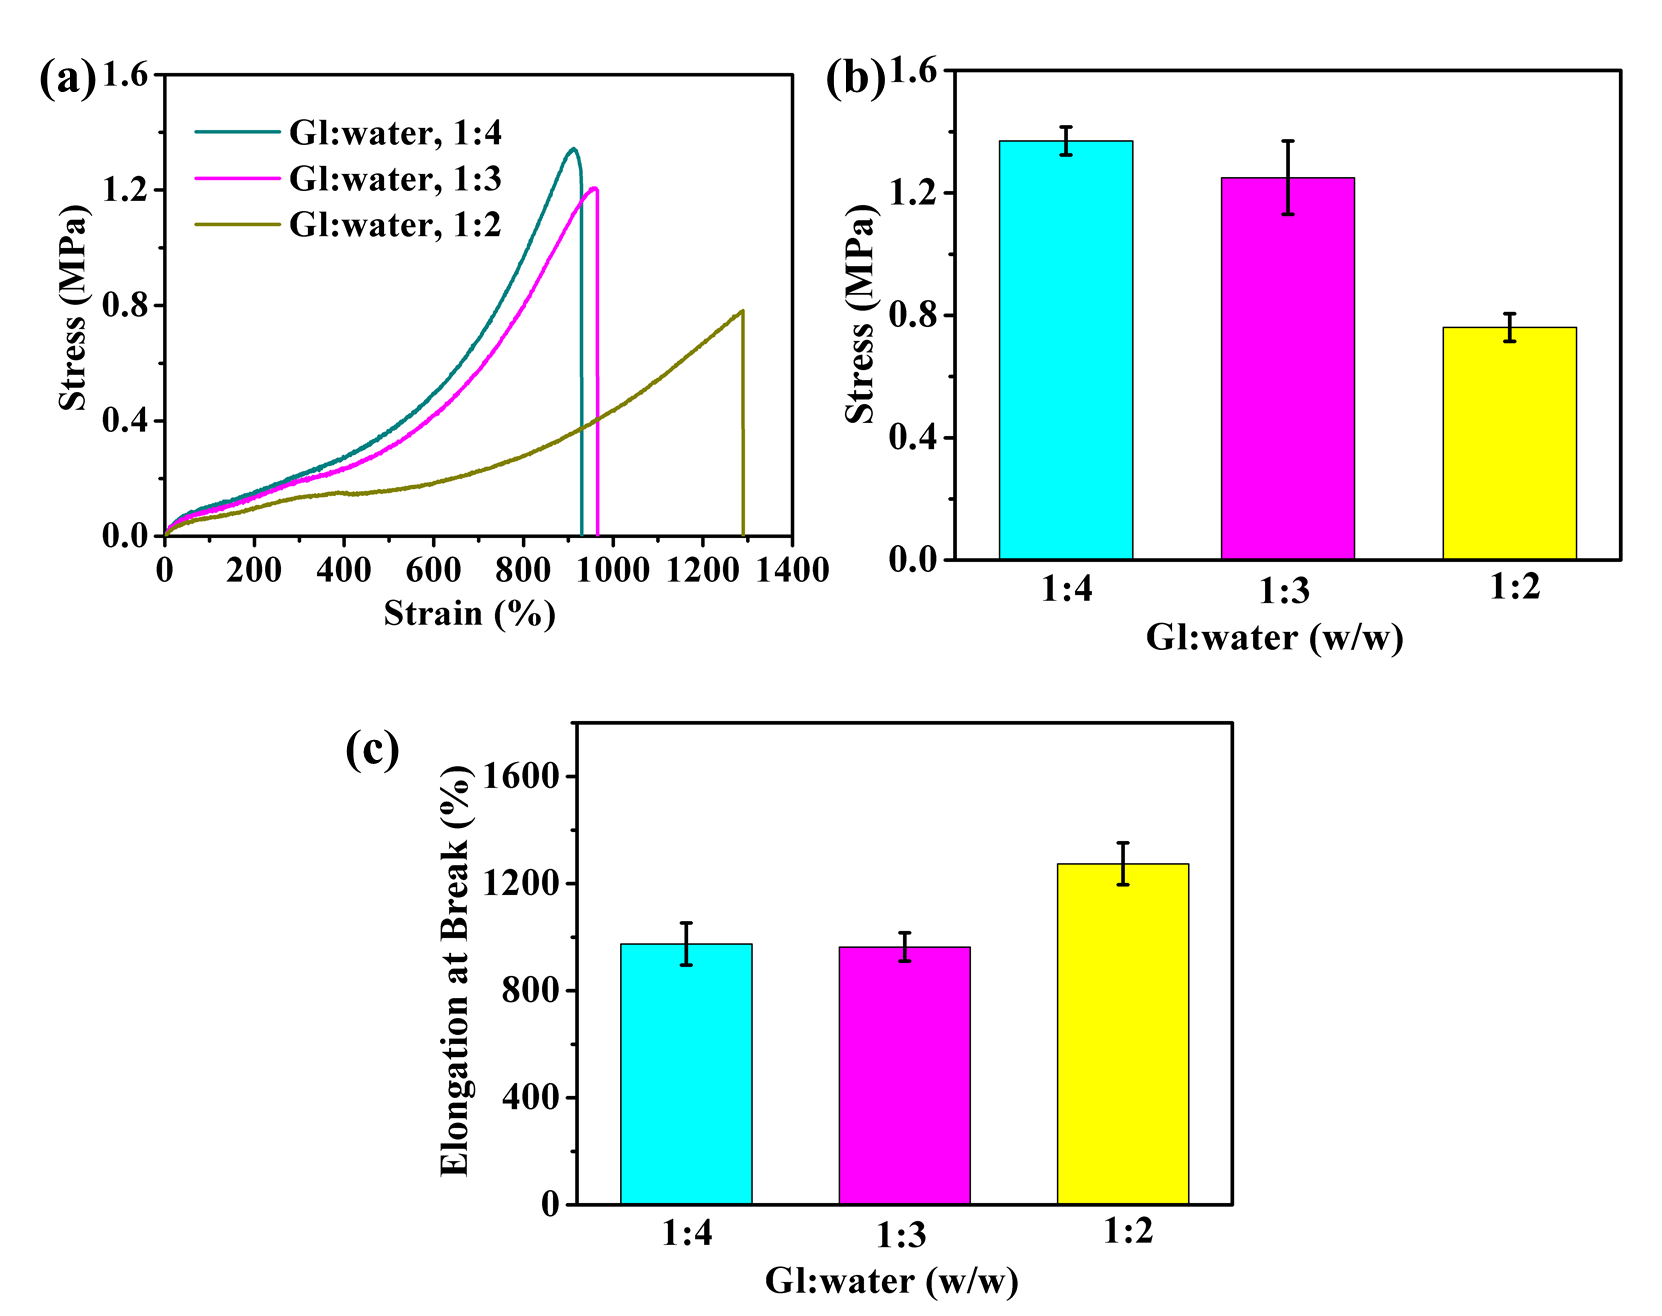 (a)
1.6
1.2
0.8
0.4
0.0
Stress (MPa)
Gl:water, 1:4
Gl:water, 1:3
Gl:water, 1:2
0 200 400 600 800 1000 1200 1400
Strain (%)
(b)
1.6
1.2
0.8
0.4
0.0
Stress (MPa)
1:4 1:3 1:2
Gl:water (w/w)
(c)
1600
1200
800
400
0
Elongation at Break (%)
1:4 1:3 1:2
Gl:water (w/w)